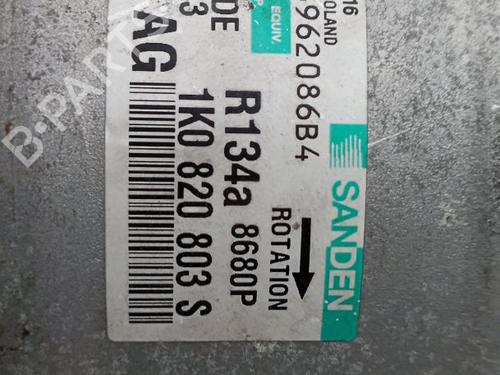 16
OLAND
962086B4
SANDEN
EQUIV.
P
DE
3
AG
R134a 8680P
ROTATION
1K0 820 803 S
B-PARTS